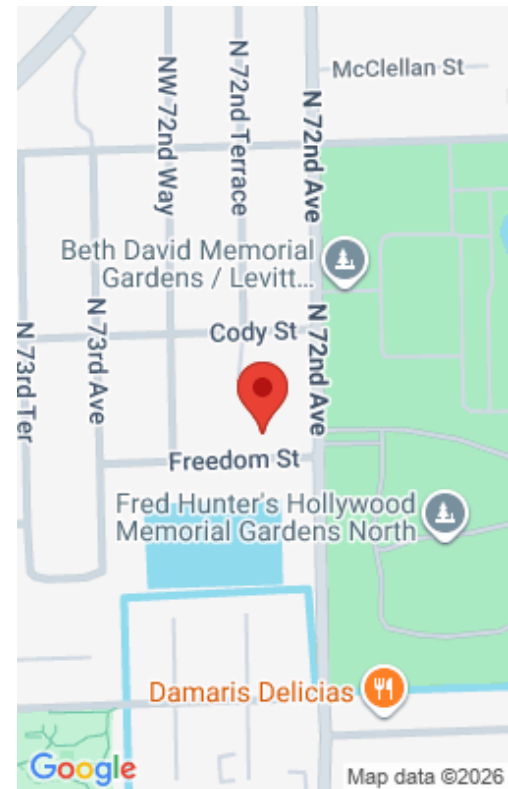 McClellan St
NW 72nd Way
N 72nd Terrace
N 72nd Ave
Beth David Memorial
Gardens / Levitt...
N 73rd Ter
N 73rd Ave
Cody St
N 72nd Ave
Freedom St
Fred Hunter's Hollywood
Memorial Gardens North
Damaris Delicias
Google
Map data ©2026